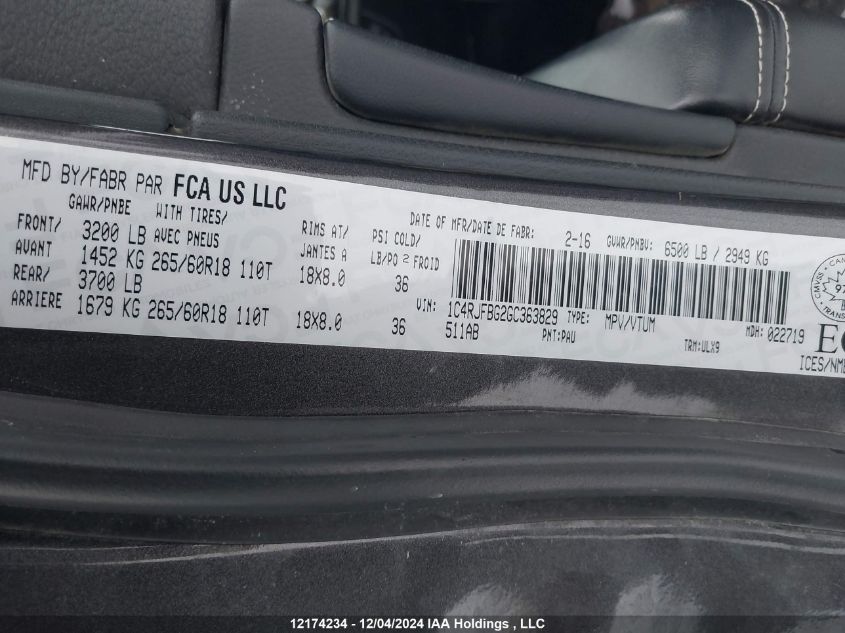 MFD BY/FABR PAR FCA US LLC
DATE OF MFR/DATE DE FABR: 2-16 GVWR/PNBV: 6500 LB / 2949 KG
GAWR/PNBE WITH TIRES/ RIMS AT/ PSI COLD/
FRONT/ 3200 LB AVEC PNEUS JANTES A LB/PO 2 FROID
AVANT 1452 KG 265/60R18 110T 18X8.0 36
REAR/ 3700 LB
ARRIERE 1679 KG 265/60R18 110T 18X8.0 36
VIN: 1C4RJFBG2GC363829 TYPE: MPV/VTUM MDH: 022719
511AB PNT:PAU TRM:ULX9
ICES/NMB
12174234 - 12/04/2024 IAA Holdings , LLC